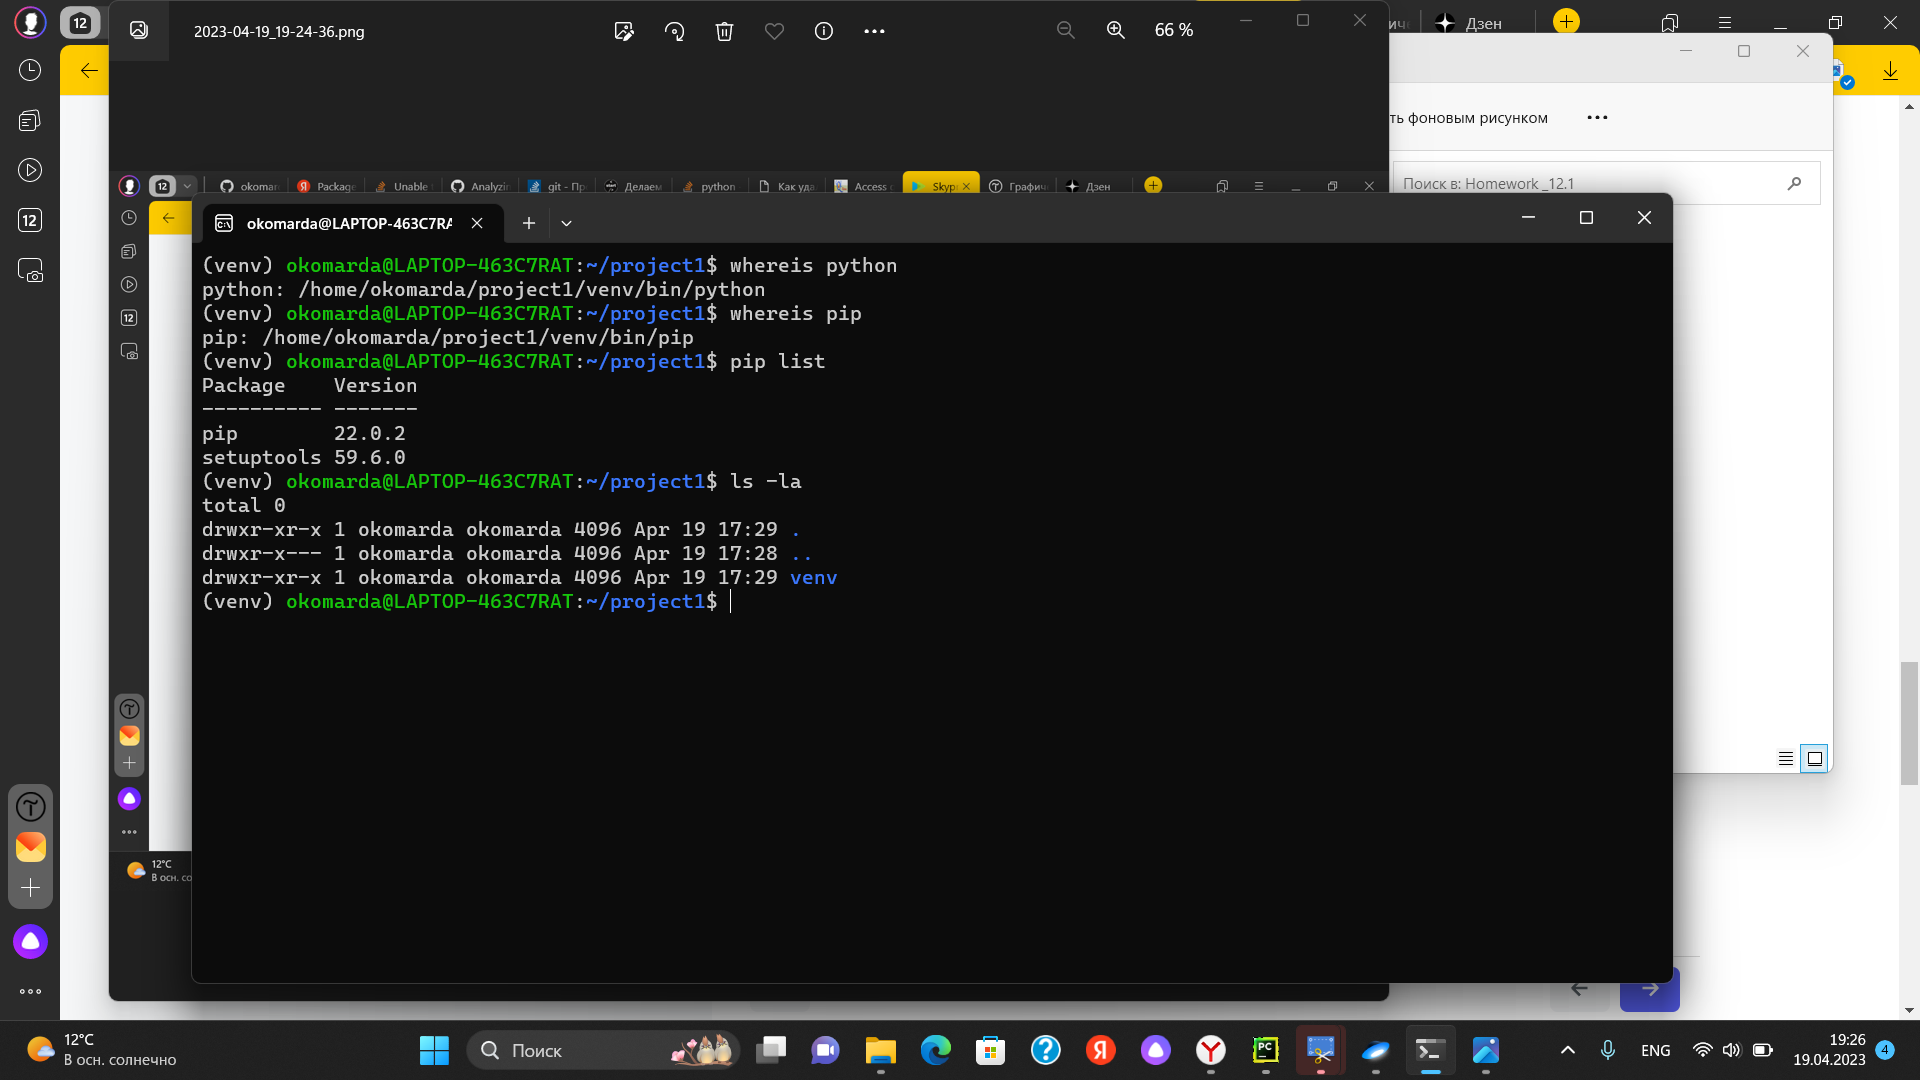 12
2023-04-19_19-24-36.png
66 %
Дзен
ть фоновым рисунком
Поиск в: Homework _12.1
12
okomar
Package
Unable
Analyzin
git - Пр
Делаем
python
Как уда
Access
Skyp
Графич
Дзен
12
12
okomarda@LAPTOP-463C7RA
(venv) okomarda@LAPTOP-463C7RAT:~/project1$ whereis python
python: /home/okomarda/project1/venv/bin/python
(venv) okomarda@LAPTOP-463C7RAT:~/project1$ whereis pip
pip: /home/okomarda/project1/venv/bin/pip
(venv) okomarda@LAPTOP-463C7RAT:~/project1$ pip list
Package    Version
---------- -------
pip        22.0.2
setuptools 59.6.0
(venv) okomarda@LAPTOP-463C7RAT:~/project1$ ls -la
total 0
drwxr-xr-x 1 okomarda okomarda 4096 Apr 19 17:29 .
drwxr-x--- 1 okomarda okomarda 4096 Apr 19 17:28 ..
drwxr-xr-x 1 okomarda okomarda 4096 Apr 19 17:29 venv
(venv) okomarda@LAPTOP-463C7RAT:~/project1$
12°C
В осн. со
12°C
В осн. солнечно
Поиск
PC
ENG
19:26
19.04.2023
4